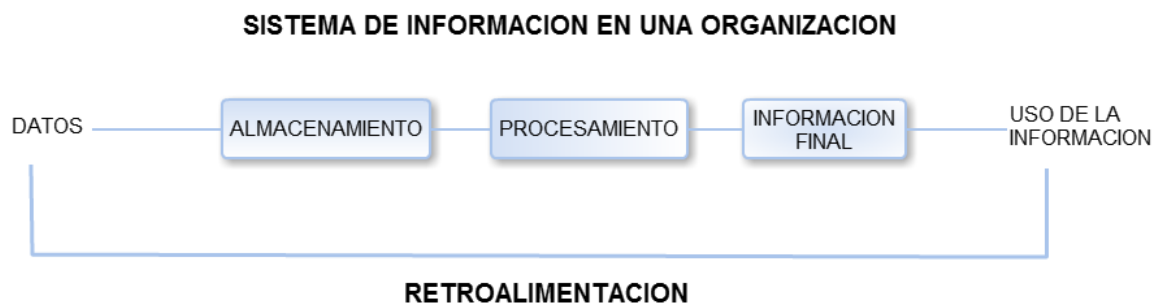 SISTEMA DE INFORMACION EN UNA ORGANIZACION
DATOS
ALMACENAMIENTO
PROCESAMIENTO
INFORMACION
FINAL
USO DE LA
INFORMACION
RETROALIMENTACION